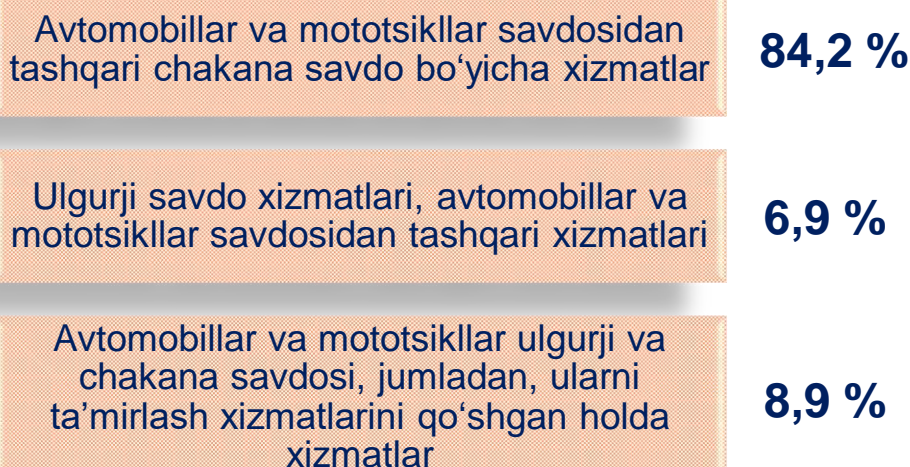 Avtomobillar va mototsikllar savdosidan
tashqari chakana savdo bo‘yicha xizmatlar
84,2 %
Ulgurji savdo xizmatlari, avtomobillar va
mototsikllar savdosidan tashqari xizmatlari
6,9 %
Avtomobillar va mototsikllar ulgurji va
chakana savdosi, jumladan, ularni
ta’mirlash xizmatlarini qo‘shgan holda
xizmatlar
8,9 %